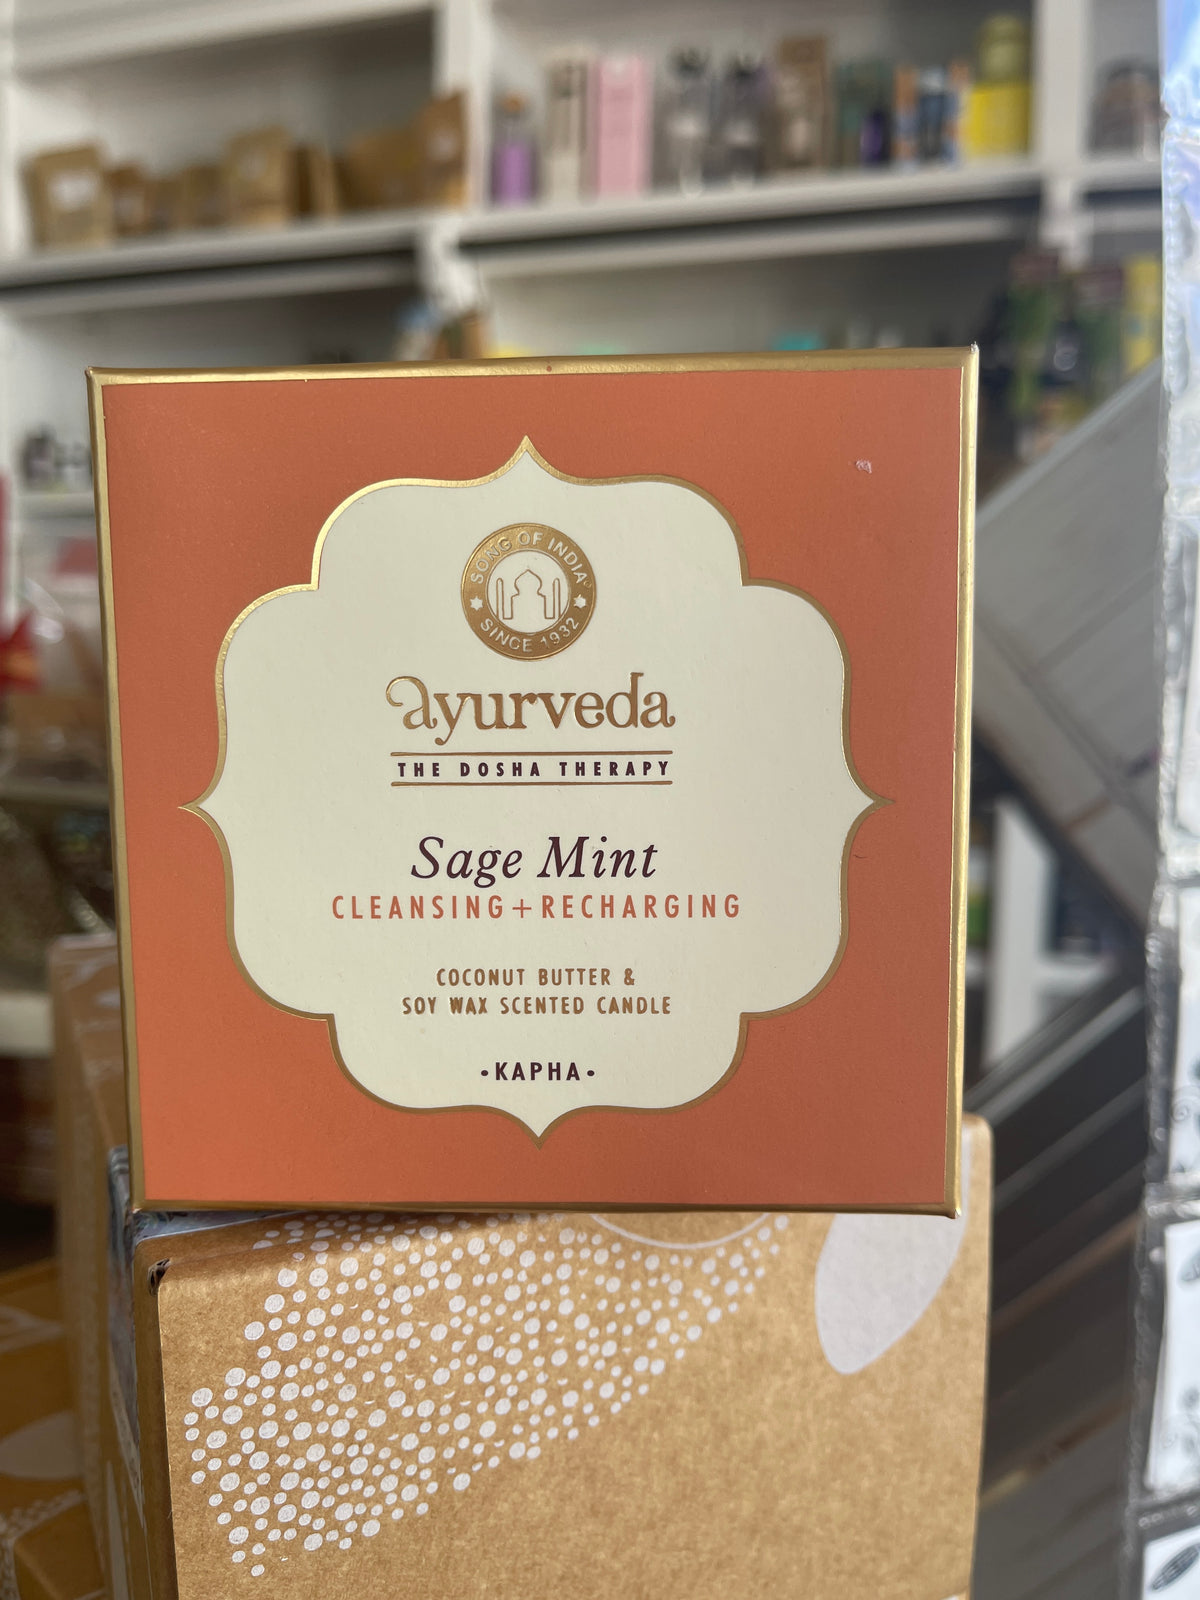 SONG OF INDIA
SINCE 1932
ayurveda
THE DOSHA THERAPY
Sage Mint
CLEANSING+RECHARGING
COCONUT BUTTER &
SOY WAX SCENTED CANDLE
•KAPHA•